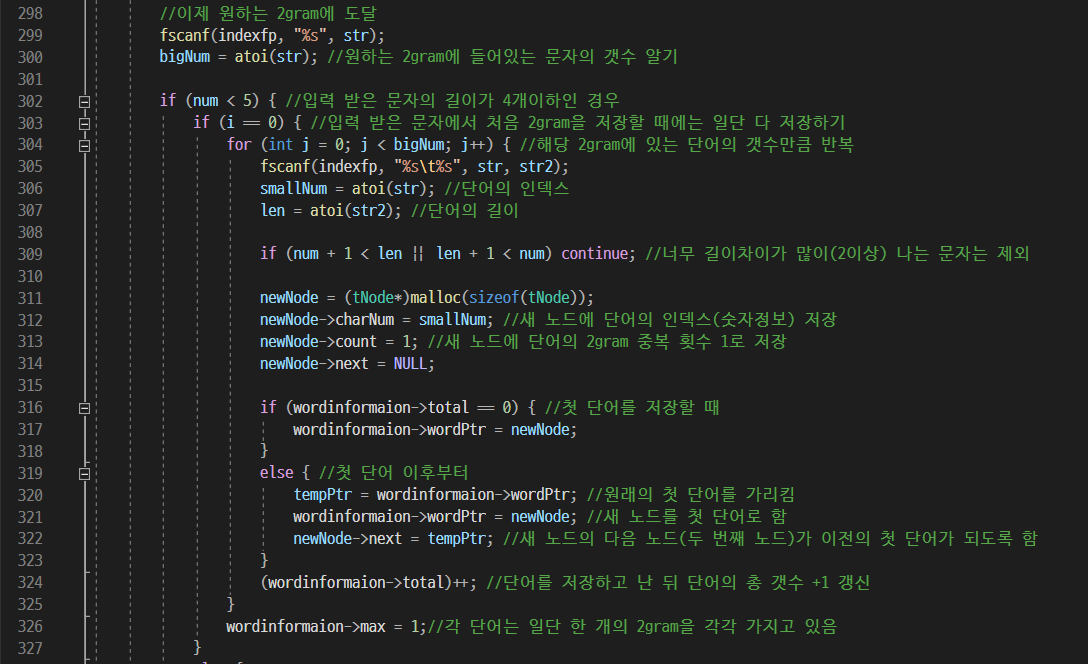 298 //이제 원하는 2gram에 도달
299 fscanf(indexfp, "%s", str);
300 bigNum = atoi(str); //원하는 2gram에 들어있는 문자의 갯수 알기
301
302 if (num < 5) { //입력 받은 문자의 길이가 4개이하인 경우
303 if (i == 0) { //입력 받은 문자에서 처음 2gram을 저장할 때에는 일단 다 저장하기
304 for (int j = 0; j < bigNum; j++) { //해당 2gram에 있는 단어의 갯수만큼 반복
305 fscanf(indexfp, "%s\t%s", str, str2);
306 smallNum = atoi(str); //단어의 인덱스
307 len = atoi(str2); //단어의 길이
308
309 if (num + 1 < len || len + 1 < num) continue; //너무 길이차이가 많이(2이상) 나는 문자는 제외
310
311 newNode = (tNode*)malloc(sizeof(tNode));
312 newNode->charNum = smallNum; //새 노드에 단어의 인덱스(숫자정보) 저장
313 newNode->count = 1; //새 노드에 단어의 2gram 중복 횟수 1로 저장
314 newNode->next = NULL;
315
316 if (wordinformaion->total == 0) { //첫 단어를 저장할 때
317 wordinformaion->wordPtr = newNode;
318 }
319 else { //첫 단어 이후부터
320 tempPtr = wordinformaion->wordPtr; //원래의 첫 단어를 가리킴
321 wordinformaion->wordPtr = newNode; //새 노드를 첫 단어로 함
322 newNode->next = tempPtr; //새 노드의 다음 노드(두 번째 노드)가 이전의 첫 단어가 되도록 함
323 }
324 (wordinformaion->total)++; //단어를 저장하고 난 뒤 단어의 총 갯수 +1 갱신
325 }
326 wordinformaion->max = 1;//각 단어는 일단 한 개의 2gram을 각각 가지고 있음
327 }